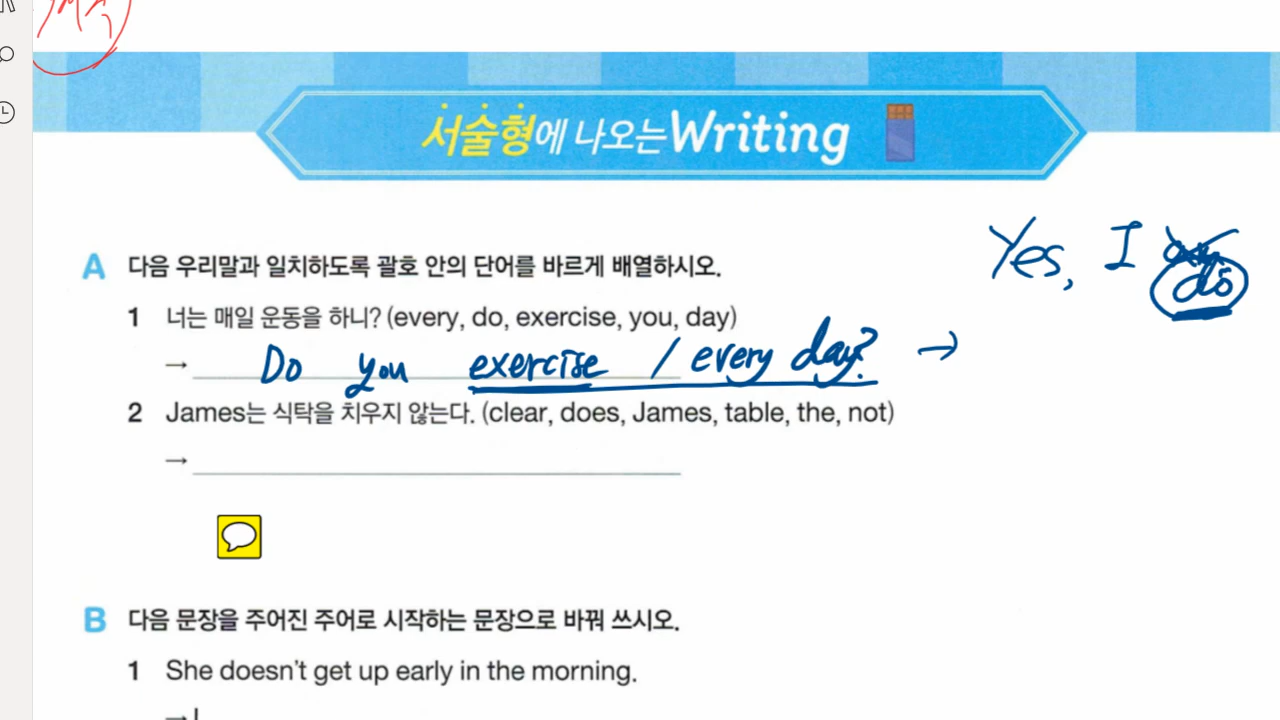 서술형에 나오는 Writing
A 다음 우리말과 일치하도록 괄호 안의 단어를 바르게 배열하시오.
Yes, I do
1 너는 매일 운동을 하니? (every, do, exercise, you, day)
→ Do you exercise / every day? →
2 James는 식탁을 치우지 않는다. (clear, does, James, table, the, not)
→
B 다음 문장을 주어진 주어로 시작하는 문장으로 바꿔 쓰시오.
1 She doesn't get up early in the morning.
→ I